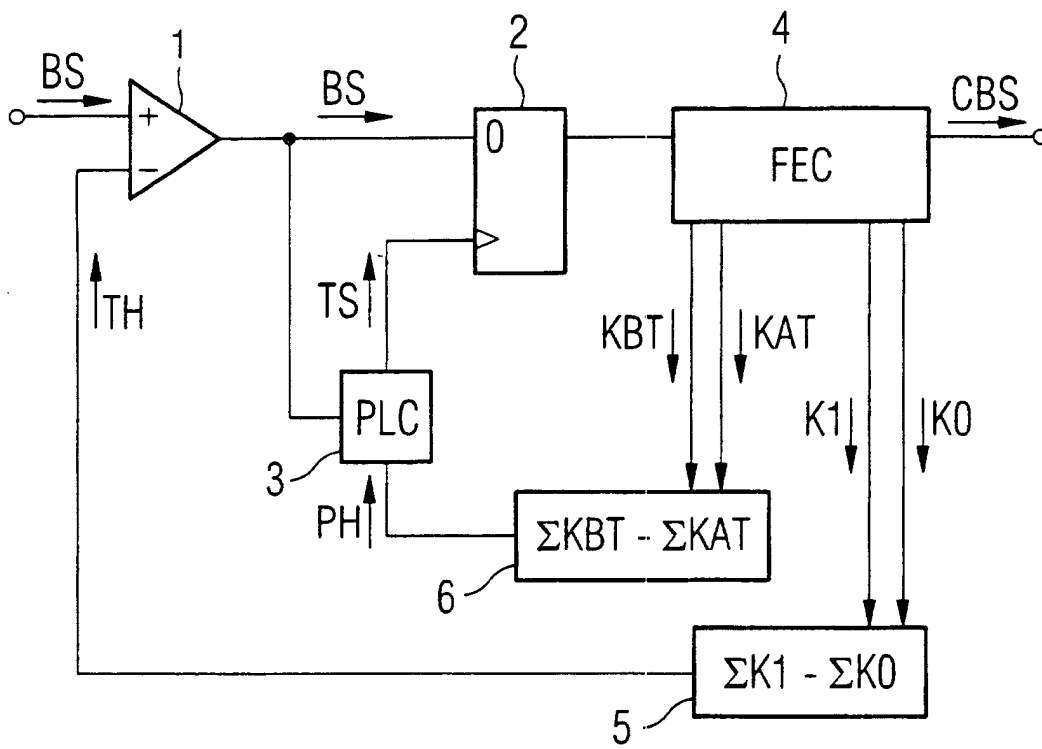 1
2
4
BS
BS
CBS
+
−
0
FEC
TH
TS
KBT
KAT
PLC
K1
K0
3
PH
ΣKBT - ΣKAT
6
ΣK1 - ΣK0
5